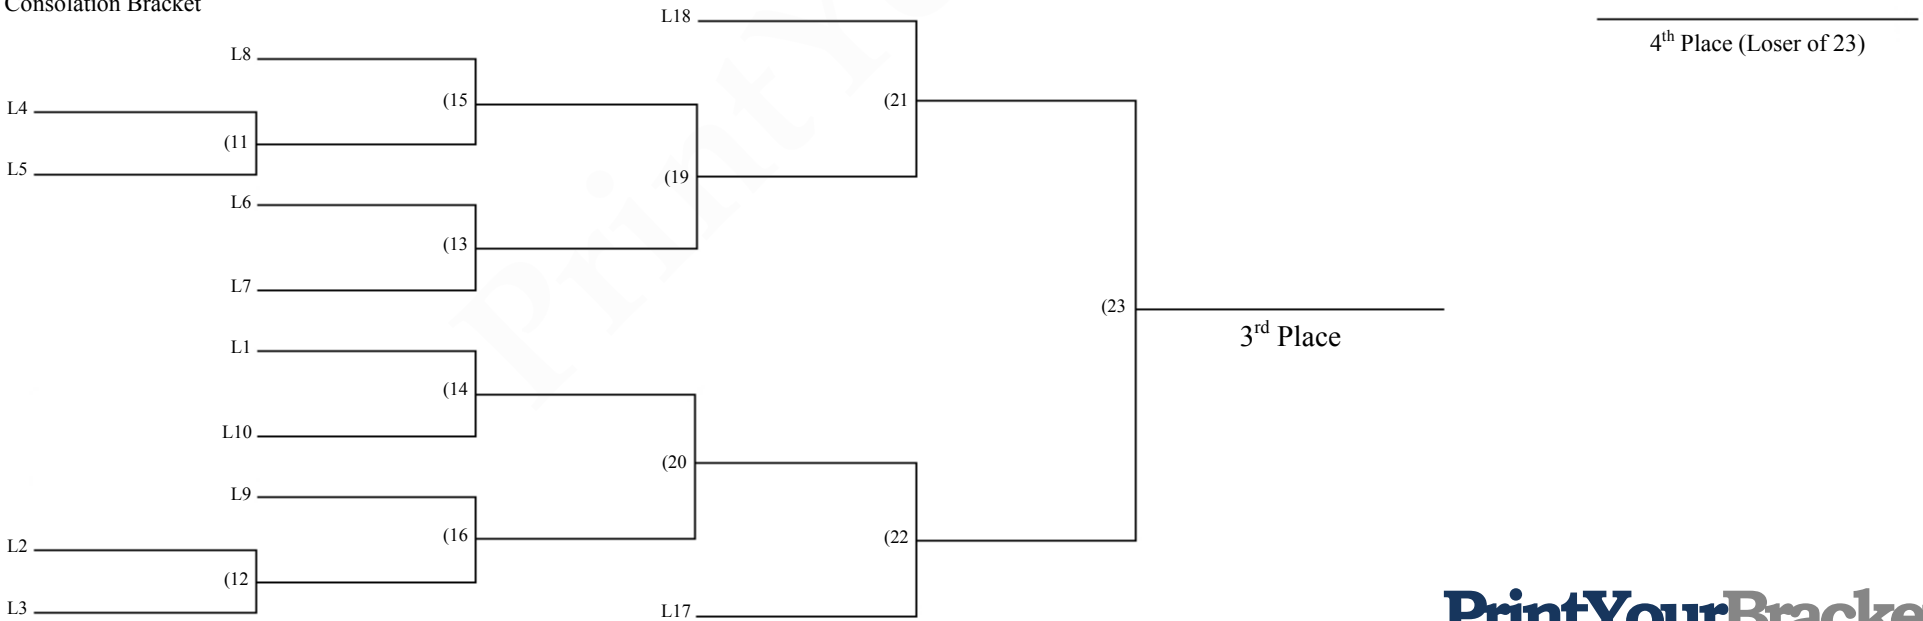 Consolation Bracket
L18
4th Place (Loser of 23)
L8
(15
(21
L4
(11
L5
(19
L6
(13
L7
(23
3rd Place
L1
(14
L10
(20
L9
(16
(22
L2
(12
L3
L17
PrintYourBracke